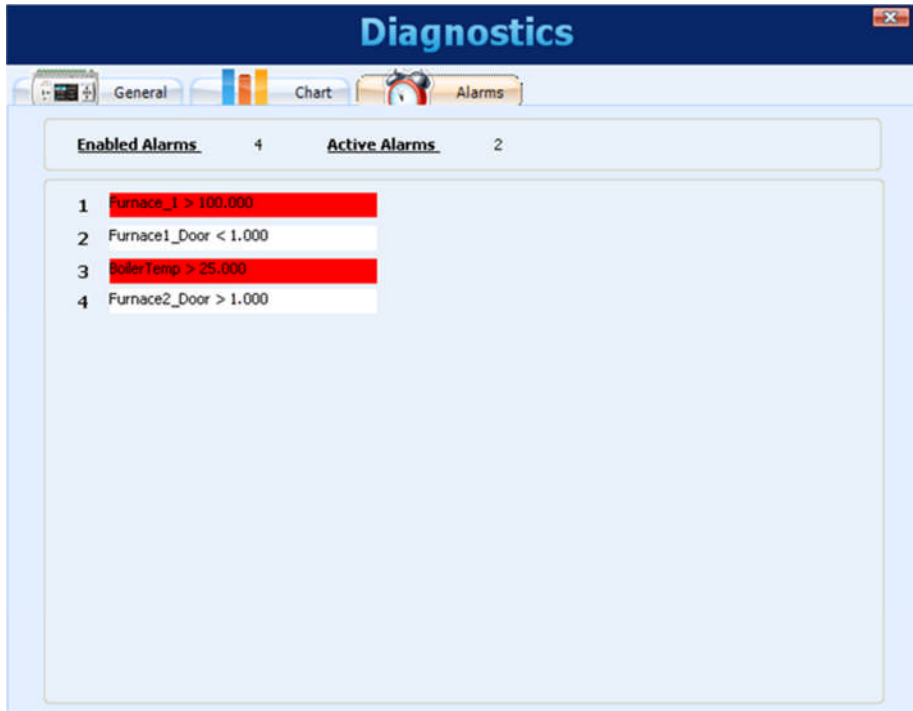 Diagnostics
General Chart Alarms
Enabled Alarms 4 Active Alarms 2
1 Furnace_1 > 100.000
2 Furnace1_Door < 1.000
3 BoilerTemp > 25.000
4 Furnace2_Door > 1.000